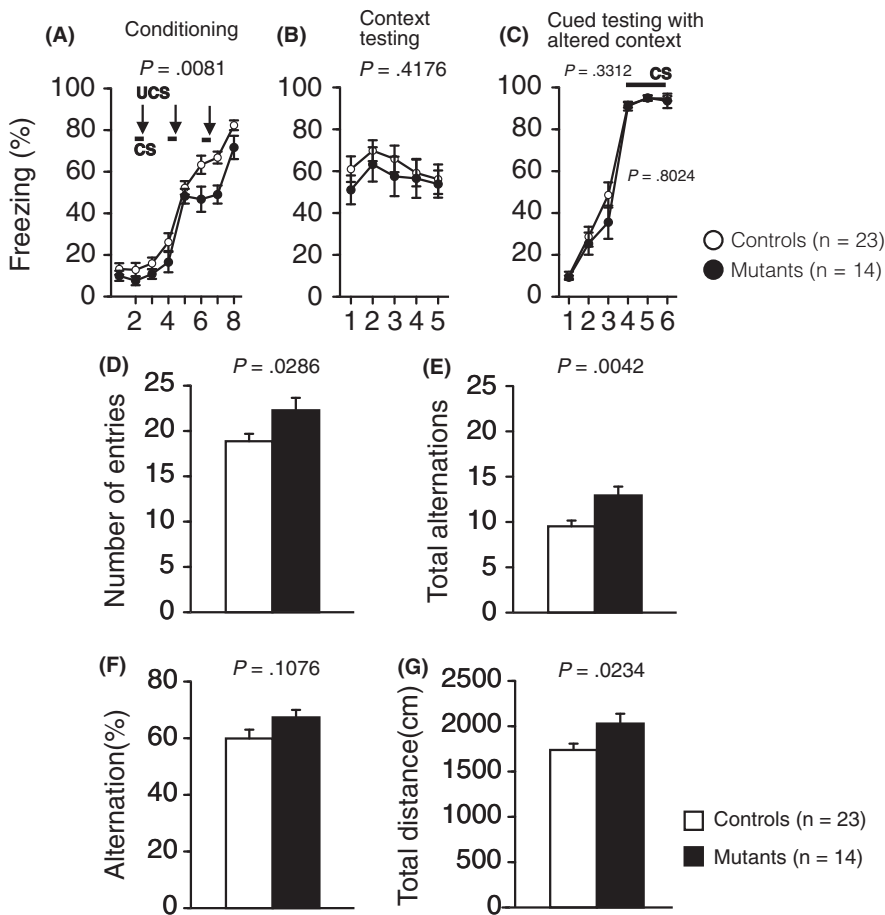 (A) Conditioning
P = .0081
Freezing (%)
100
80
60
40
20
0
UCS
CS
2 4 6 8
(B) Context
testing
P = .4176
100
80
60
40
20
0
1 2 3 4 5
(C) Cued testing with
altered context
P = .3312
CS
P = .8024
100
80
60
40
20
0
1 2 3 4 5 6
Controls (n = 23)
Mutants (n = 14)
(D) P = .0286
Number of entries
25
20
15
10
5
0
(E) P = .0042
Total alternations
25
20
15
10
5
0
(F) P = .1076
Alternation(%)
80
60
40
20
0
(G) P = .0234
Total distance(cm)
2500
2000
1500
1000
500
0
Controls (n = 23)
Mutants (n = 14)